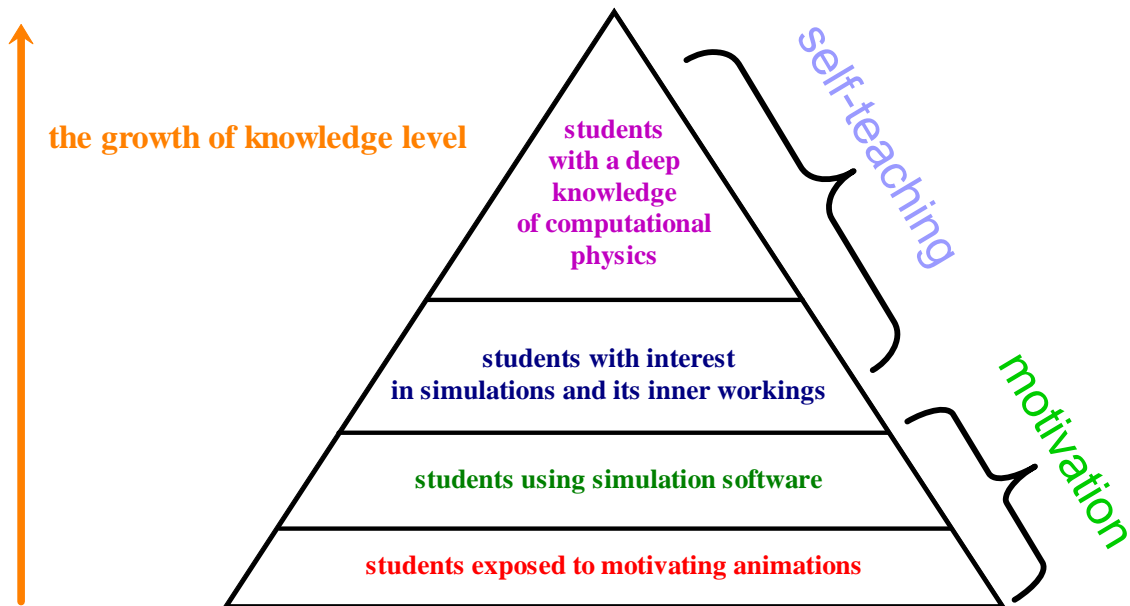 the growth of knowledge level
self-teaching
students
with a deep
knowledge
of computational
physics
students with interest
in simulations and its inner workings
motivation
students using simulation software
students exposed to motivating animations